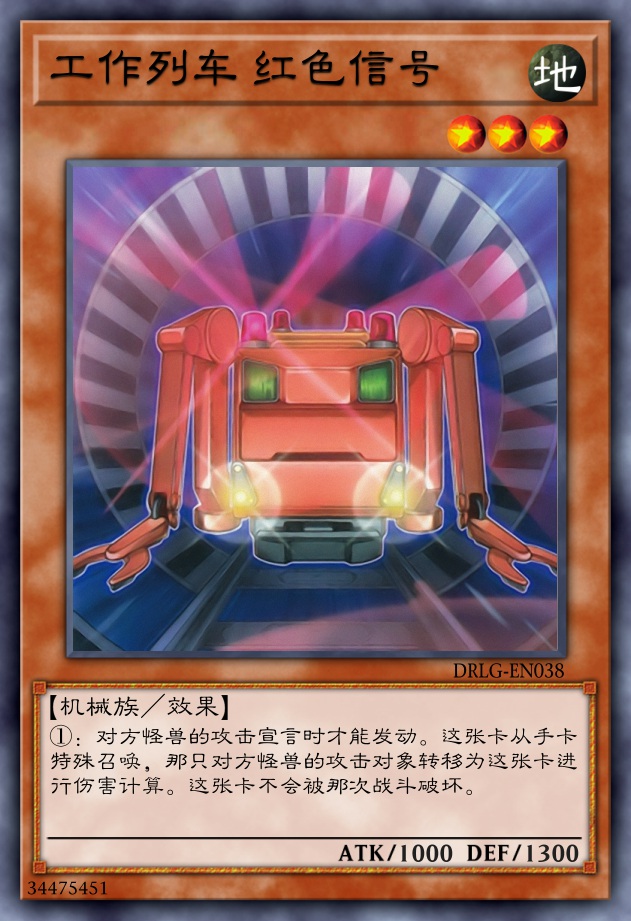 工作列车 红色信号
地
DRLG-EN038
【机械族／效果】
①：对方怪兽的攻击宣言时才能发动。这张卡从手卡
特殊召唤，那只对方怪兽的攻击对象转移为这张卡进
行伤害计算。这张卡不会被那次战斗破坏。
ATK/1000 DEF/1300
34475451